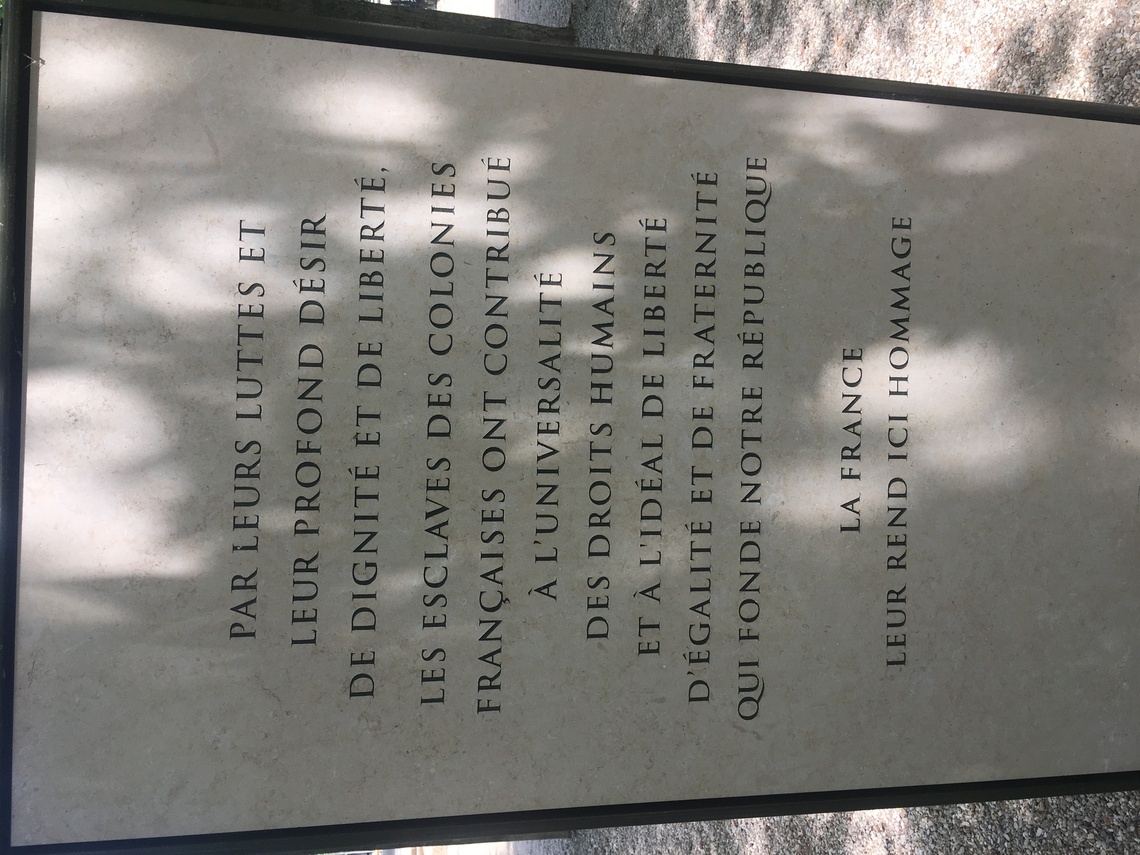 PAR LEURS LUTTES ET
LEUR PROFOND DÉSIR
DE DIGNITÉ ET DE LIBERTÉ,
LES ESCLAVES DES COLONIES
FRANÇAISES ONT CONTRIBUÉ
À L'UNIVERSALITÉ
DES DROITS HUMAINS
ET À L'IDÉAL DE LIBERTÉ
D'ÉGALITÉ ET DE FRATERNITÉ
QUI FONDE NOTRE RÉPUBLIQUE
LA FRANCE
LEUR REND ICI HOMMAGE